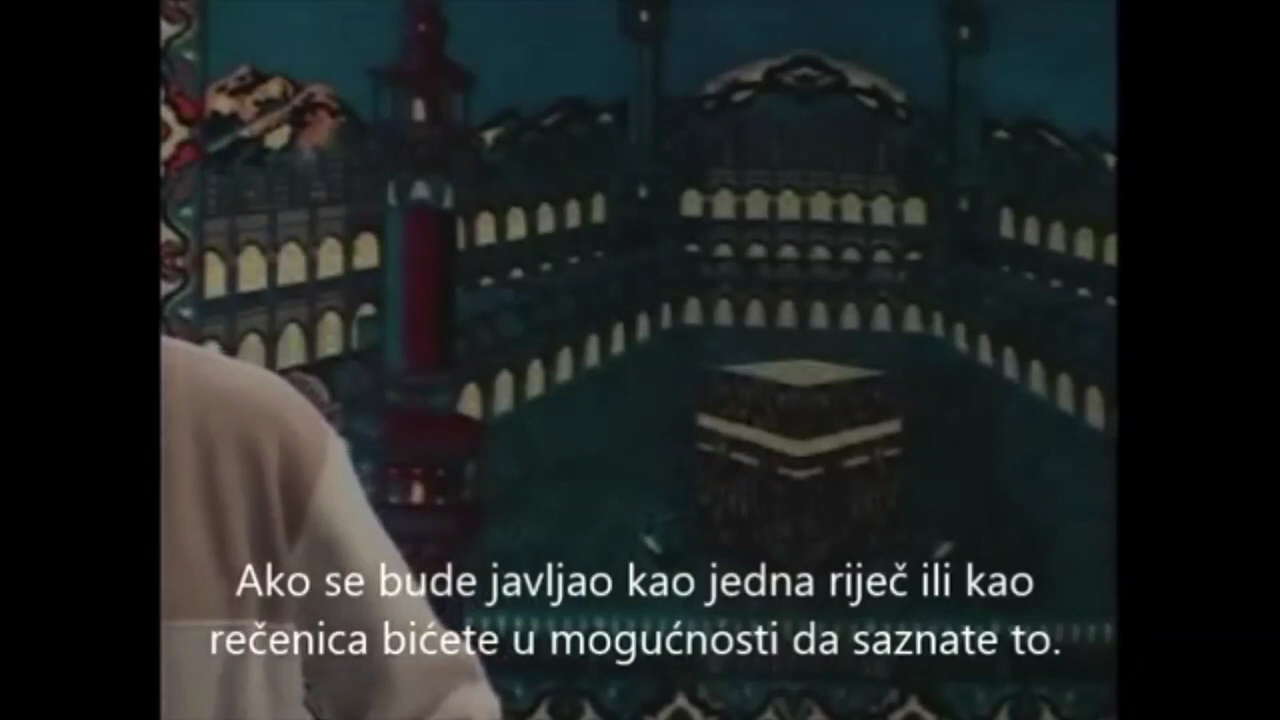 Ako se bude javljao kao jedna riječ ili kao
rečenica bićete u mogućnosti da saznate to.